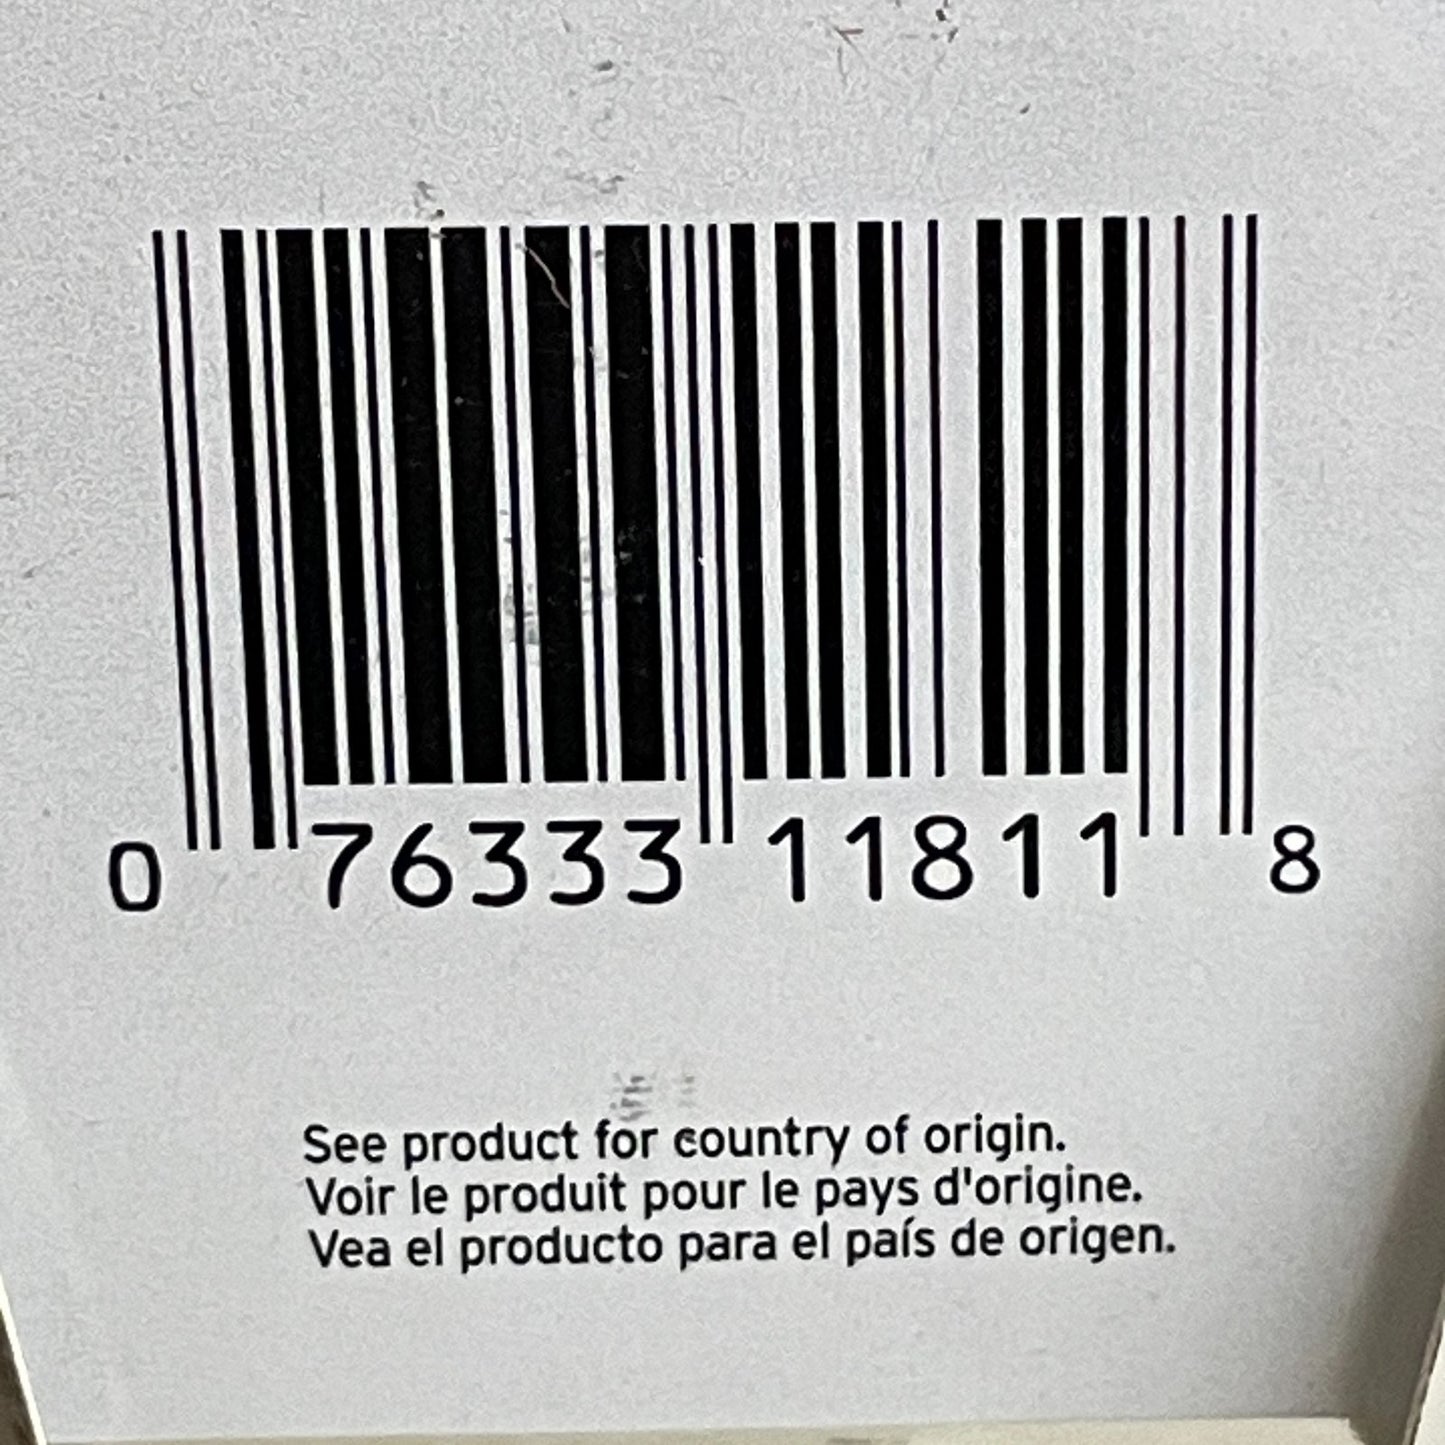 0 76333 11811 8
See product for country of origin.
Voir le produit pour le pays d'origine.
Vea el producto para el país de origen.